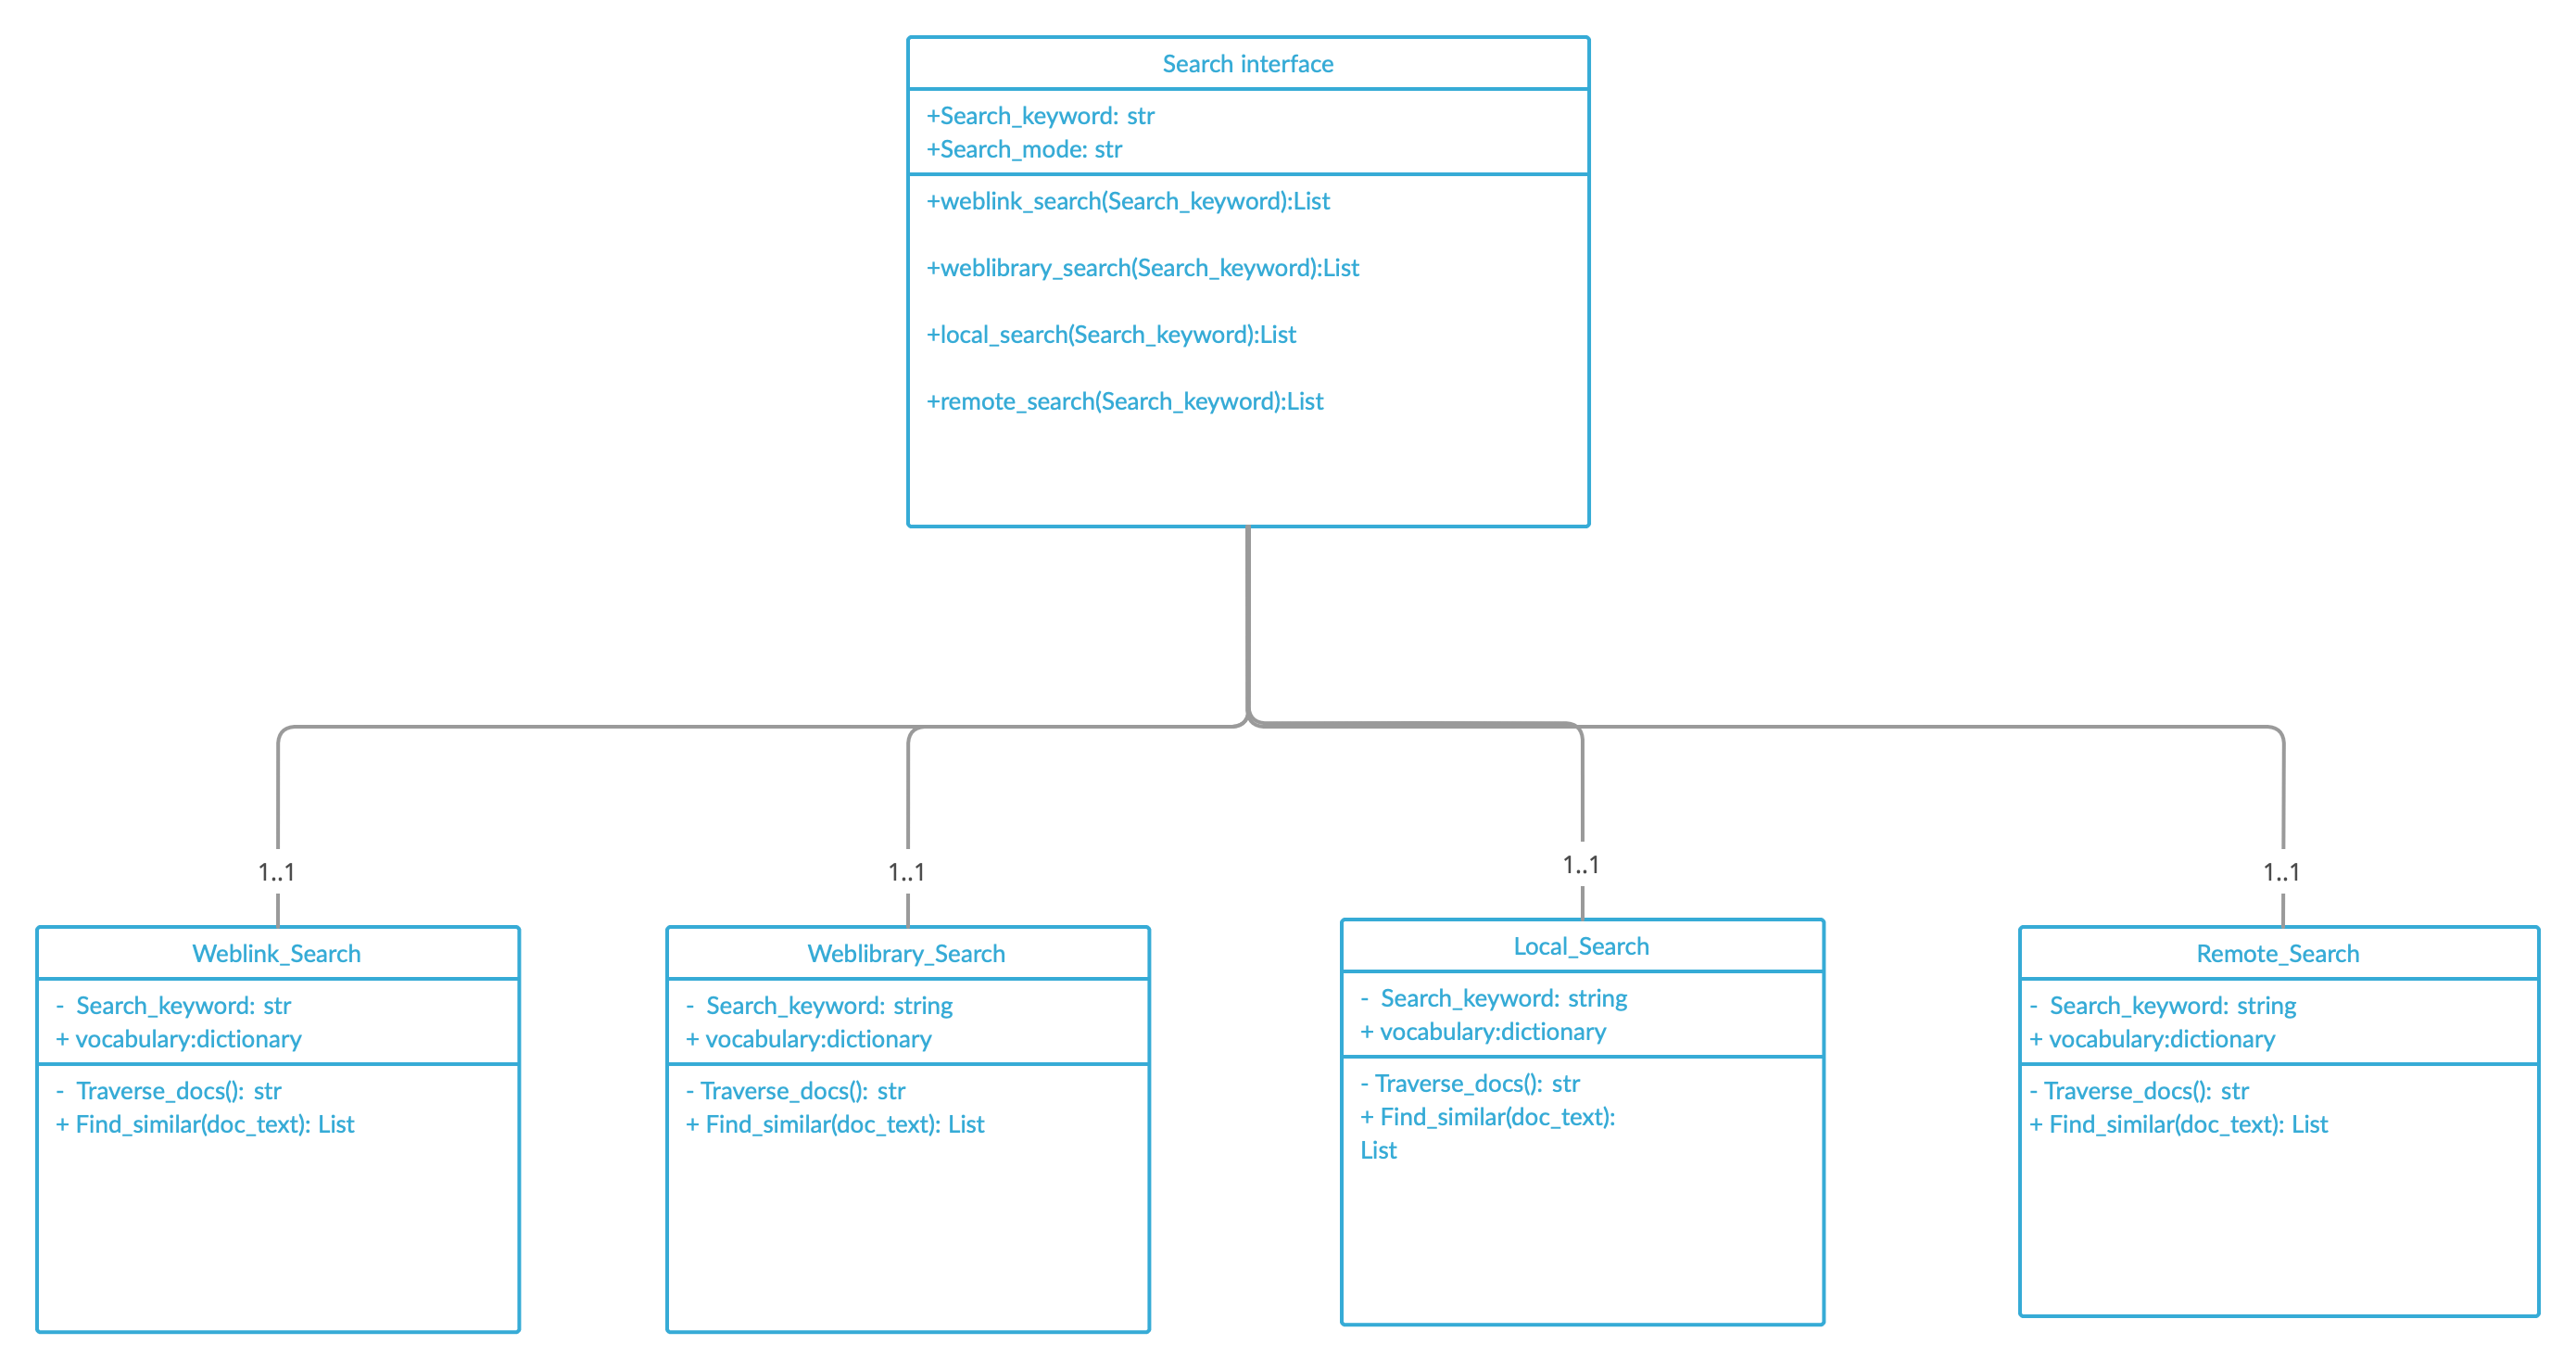 Search interface
+Search_keyword: str
+Search_mode: str
+weblink_search(Search_keyword):List
+weblibrary_search(Search_keyword):List
+local_search(Search_keyword):List
+remote_search(Search_keyword):List
1..1
1..1
1..1
1..1
Weblink_Search
- Search_keyword: str
+ vocabulary:dictionary
- Traverse_docs(): str
+ Find_similar(doc_text): List
Weblibrary_Search
- Search_keyword: string
+ vocabulary:dictionary
- Traverse_docs(): str
+ Find_similar(doc_text): List
Local_Search
- Search_keyword: string
+ vocabulary:dictionary
- Traverse_docs(): str
+ Find_similar(doc_text):
List
Remote_Search
- Search_keyword: string
+ vocabulary:dictionary
- Traverse_docs(): str
+ Find_similar(doc_text): List